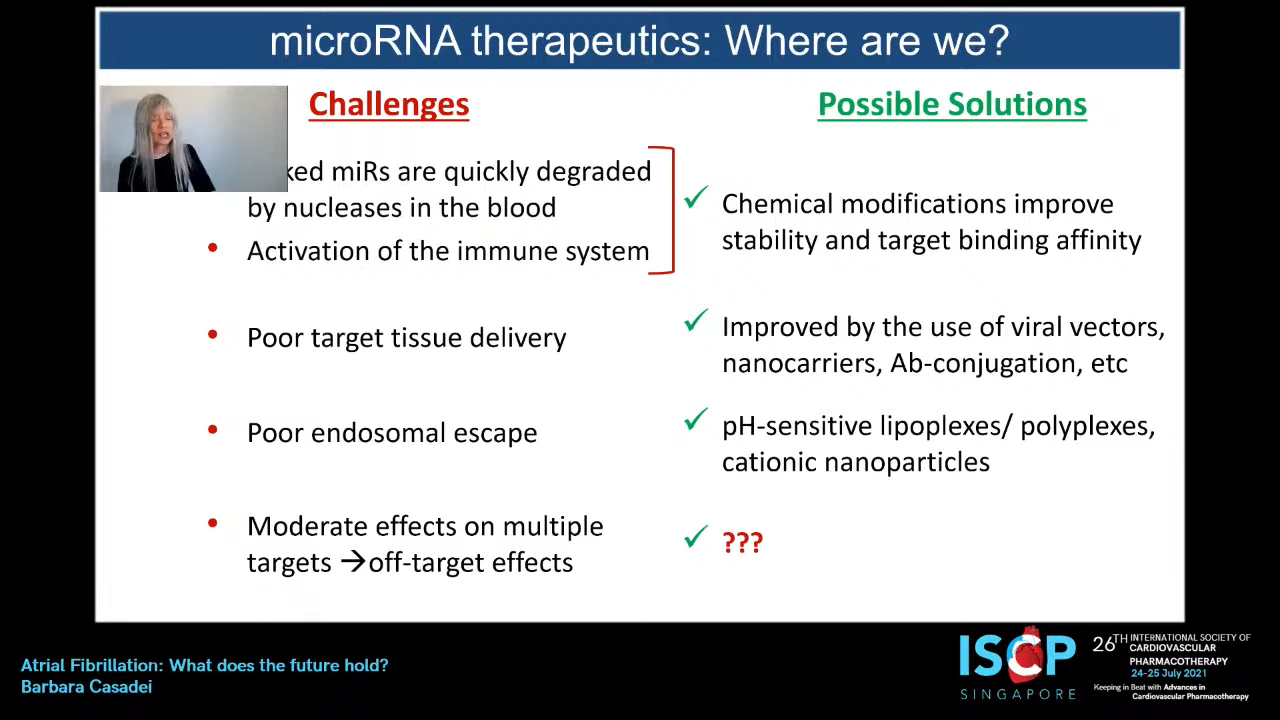 microRNA therapeutics: Where are we?
Challenges
Possible Solutions
miRs are quickly degraded
by nucleases in the blood
• Activation of the immune system
✓ Chemical modifications improve
stability and target binding affinity
• Poor target tissue delivery
✓ Improved by the use of viral vectors,
nanocarriers, Ab-conjugation, etc
• Poor endosomal escape
✓ pH-sensitive lipoplexes/ polyplexes,
cationic nanoparticles
• Moderate effects on multiple
targets →off-target effects
✓ ???
Atrial Fibrillation: What does the future hold?
Barbara Casadei
ISCP
SINGAPORE
26TH INTERNATIONAL SOCIETY OF
CARDIOVASCULAR
PHARMACOTHERAPY
24-25 July 2021
Keeping in Beat with Advances in
Cardiovascular Pharmacotherapy